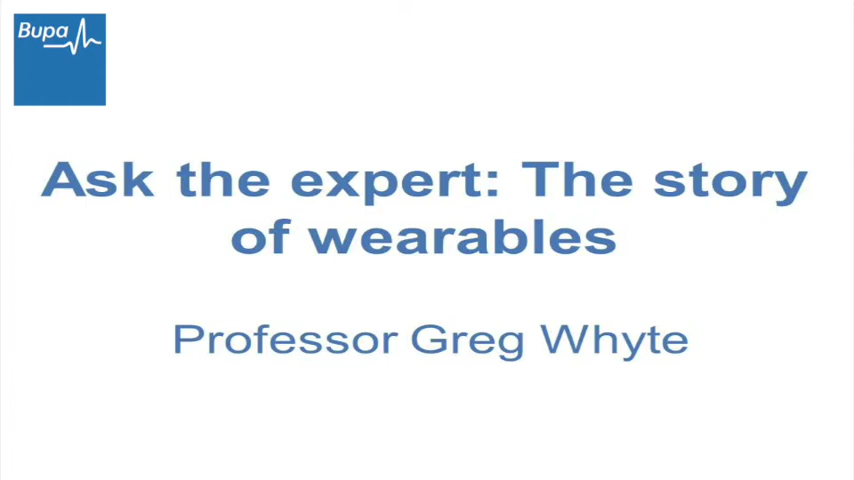 Bupa
Ask the expert: The story
of wearables
Professor Greg Whyte